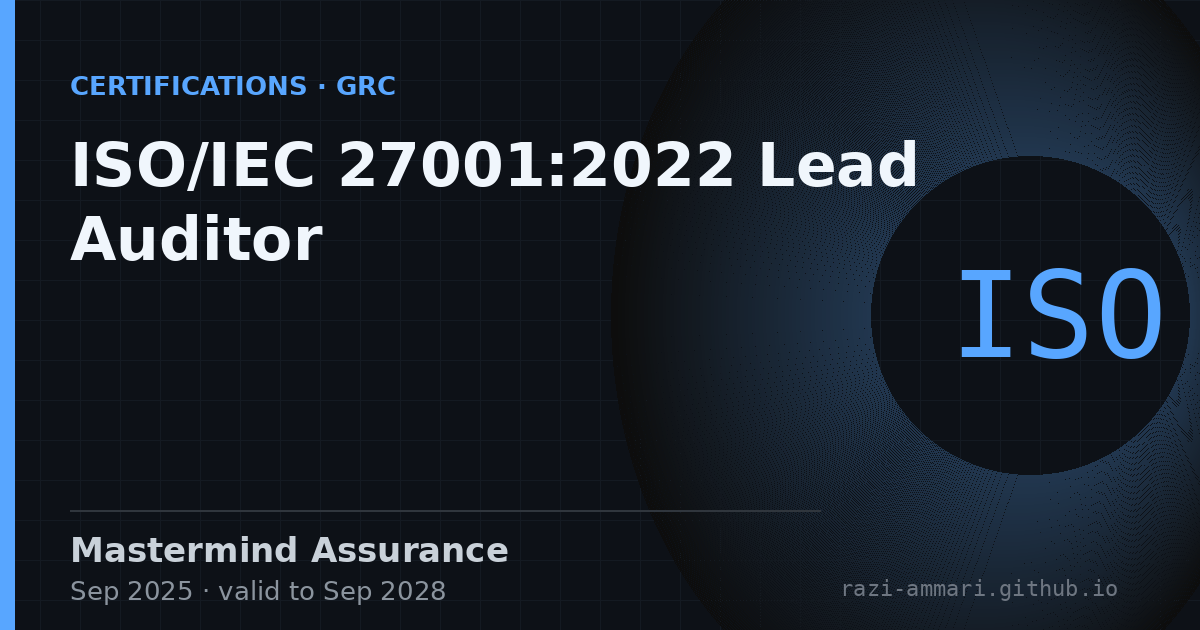 CERTIFICATIONS · GRC
ISO/IEC 27001:2022 Lead
Auditor
ISO
Mastermind Assurance
Sep 2025 · valid to Sep 2028
razi-ammari.github.io